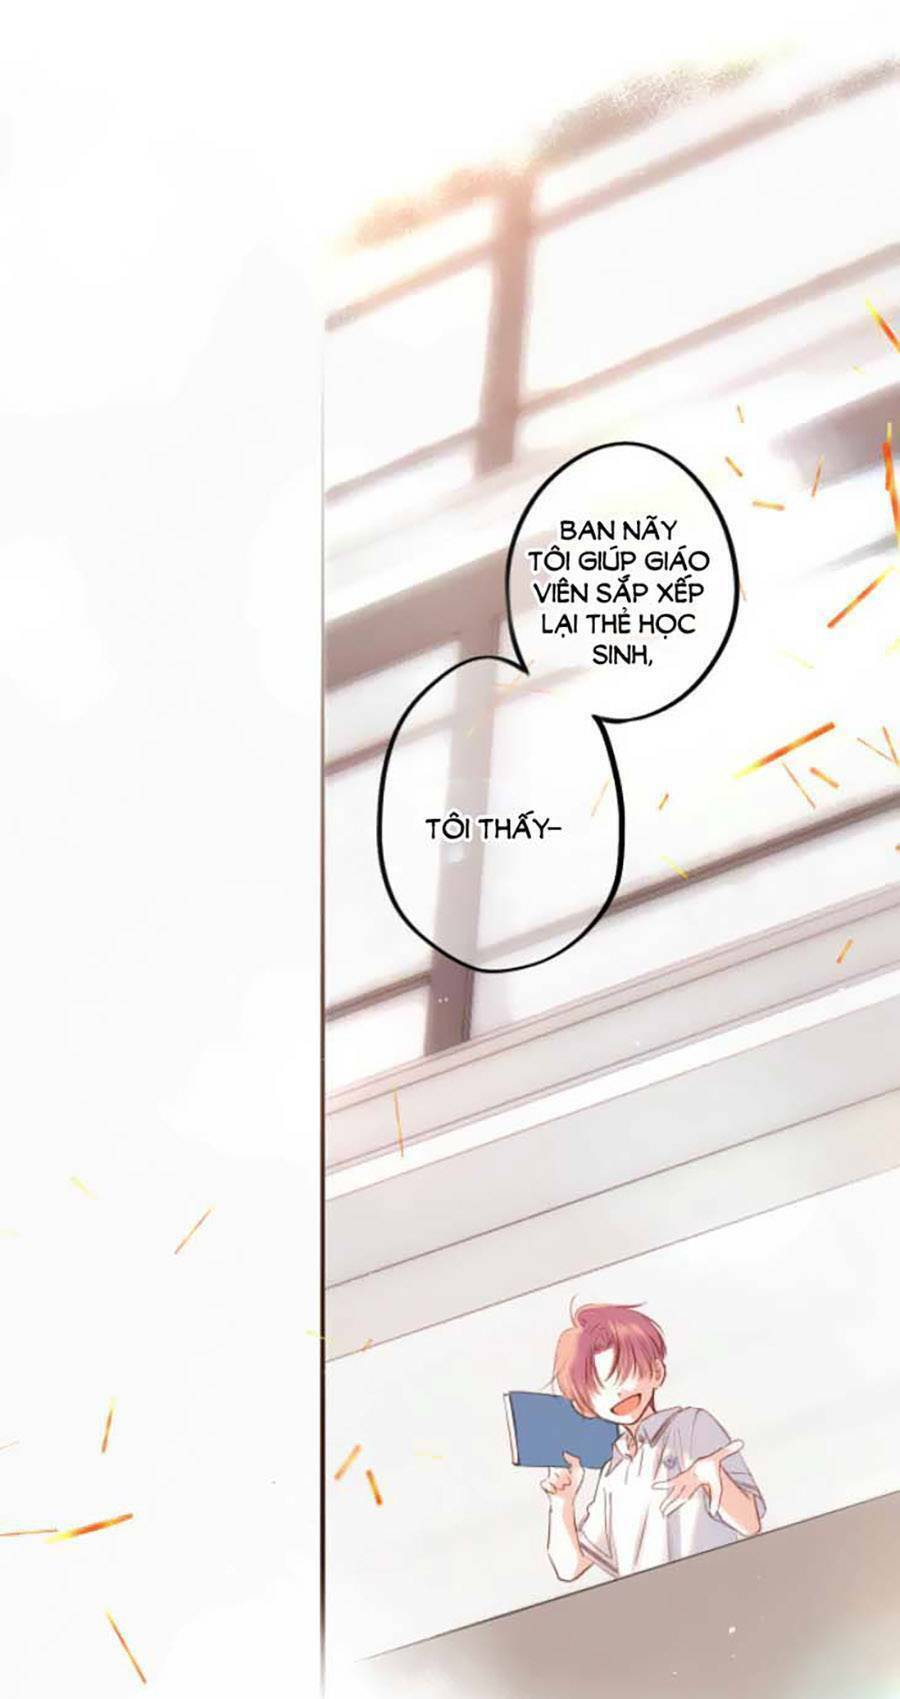 BAN NÃY
TÔI GIÚP GIÁO
VIÊN SẮP XẾP
LẠI THẺ HỌC
SINH,
TÔI THẤY-